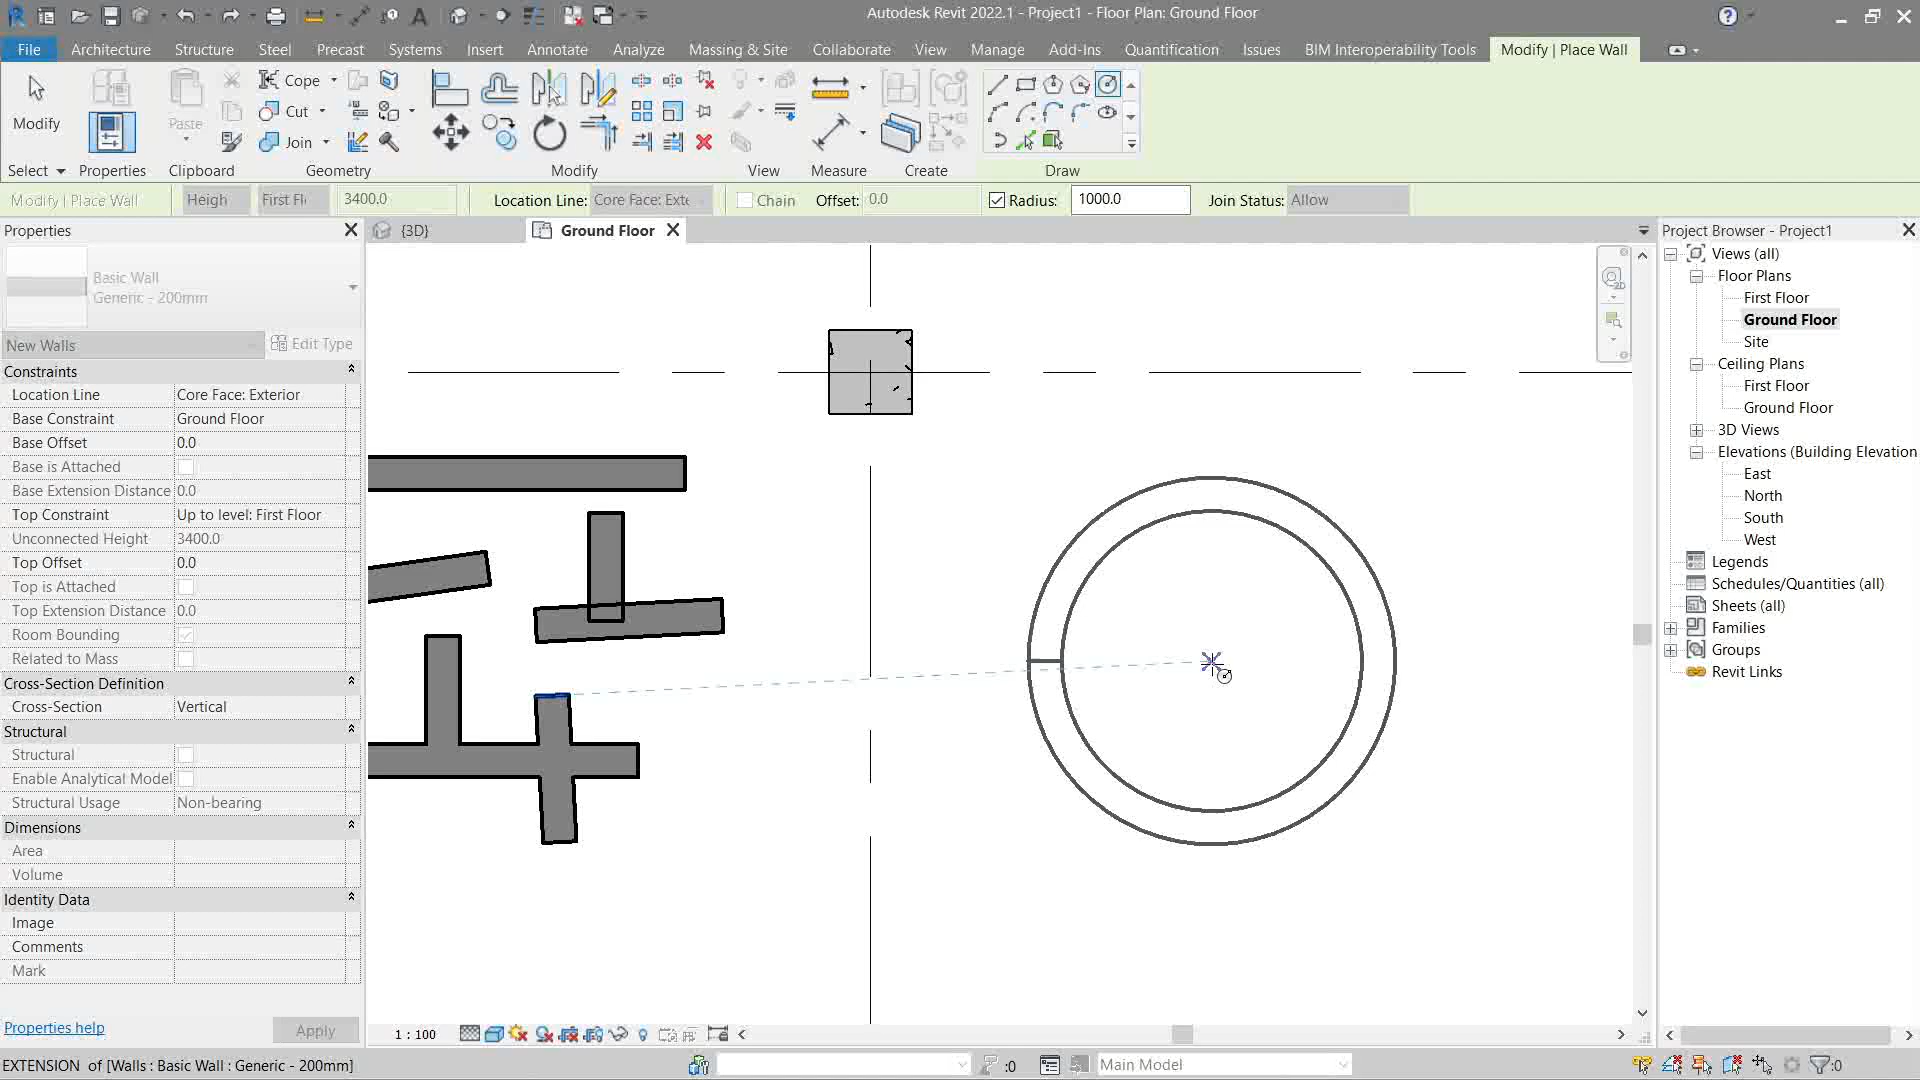 Autodesk Revit 2022.1 - Project1 - Floor Plan: Ground Floor
File Architecture Structure Steel Precast Systems Insert Annotate Analyze Massing & Site Collaborate View Manage Add-Ins Quantification Issues BIM Interoperability Tools Modify | Place Wall
Modify
Paste
Cope
Cut
Join
Select Properties Clipboard Geometry Modify View Measure Create Draw
Modify | Place Wall Heigh First Fl 3400.0 Location Line: Core Face: Exte Chain Offset: 0.0 Radius: 1000.0 Join Status: Allow
Properties
{3D}
Ground Floor
Project Browser - Project1
Basic Wall
Generic - 200mm
New Walls
Edit Type
Constraints
Location Line Core Face: Exterior
Base Constraint Ground Floor
Base Offset 0.0
Base is Attached
Base Extension Distance 0.0
Top Constraint Up to level: First Floor
Unconnected Height 3400.0
Top Offset 0.0
Top is Attached
Top Extension Distance 0.0
Room Bounding
Related to Mass
Cross-Section Definition
Cross-Section Vertical
Structural
Structural
Enable Analytical Model
Structural Usage Non-bearing
Dimensions
Area
Volume
Identity Data
Image
Comments
Mark
Properties help
Apply
2D
Views (all)
Floor Plans
First Floor
Ground Floor
Site
Ceiling Plans
First Floor
Ground Floor
3D Views
Elevations (Building Elevation
East
North
South
West
Legends
Schedules/Quantities (all)
Sheets (all)
Families
Groups
Revit Links
1 : 100
EXTENSION of [Walls : Basic Wall : Generic - 200mm]
:0
Main Model
:0